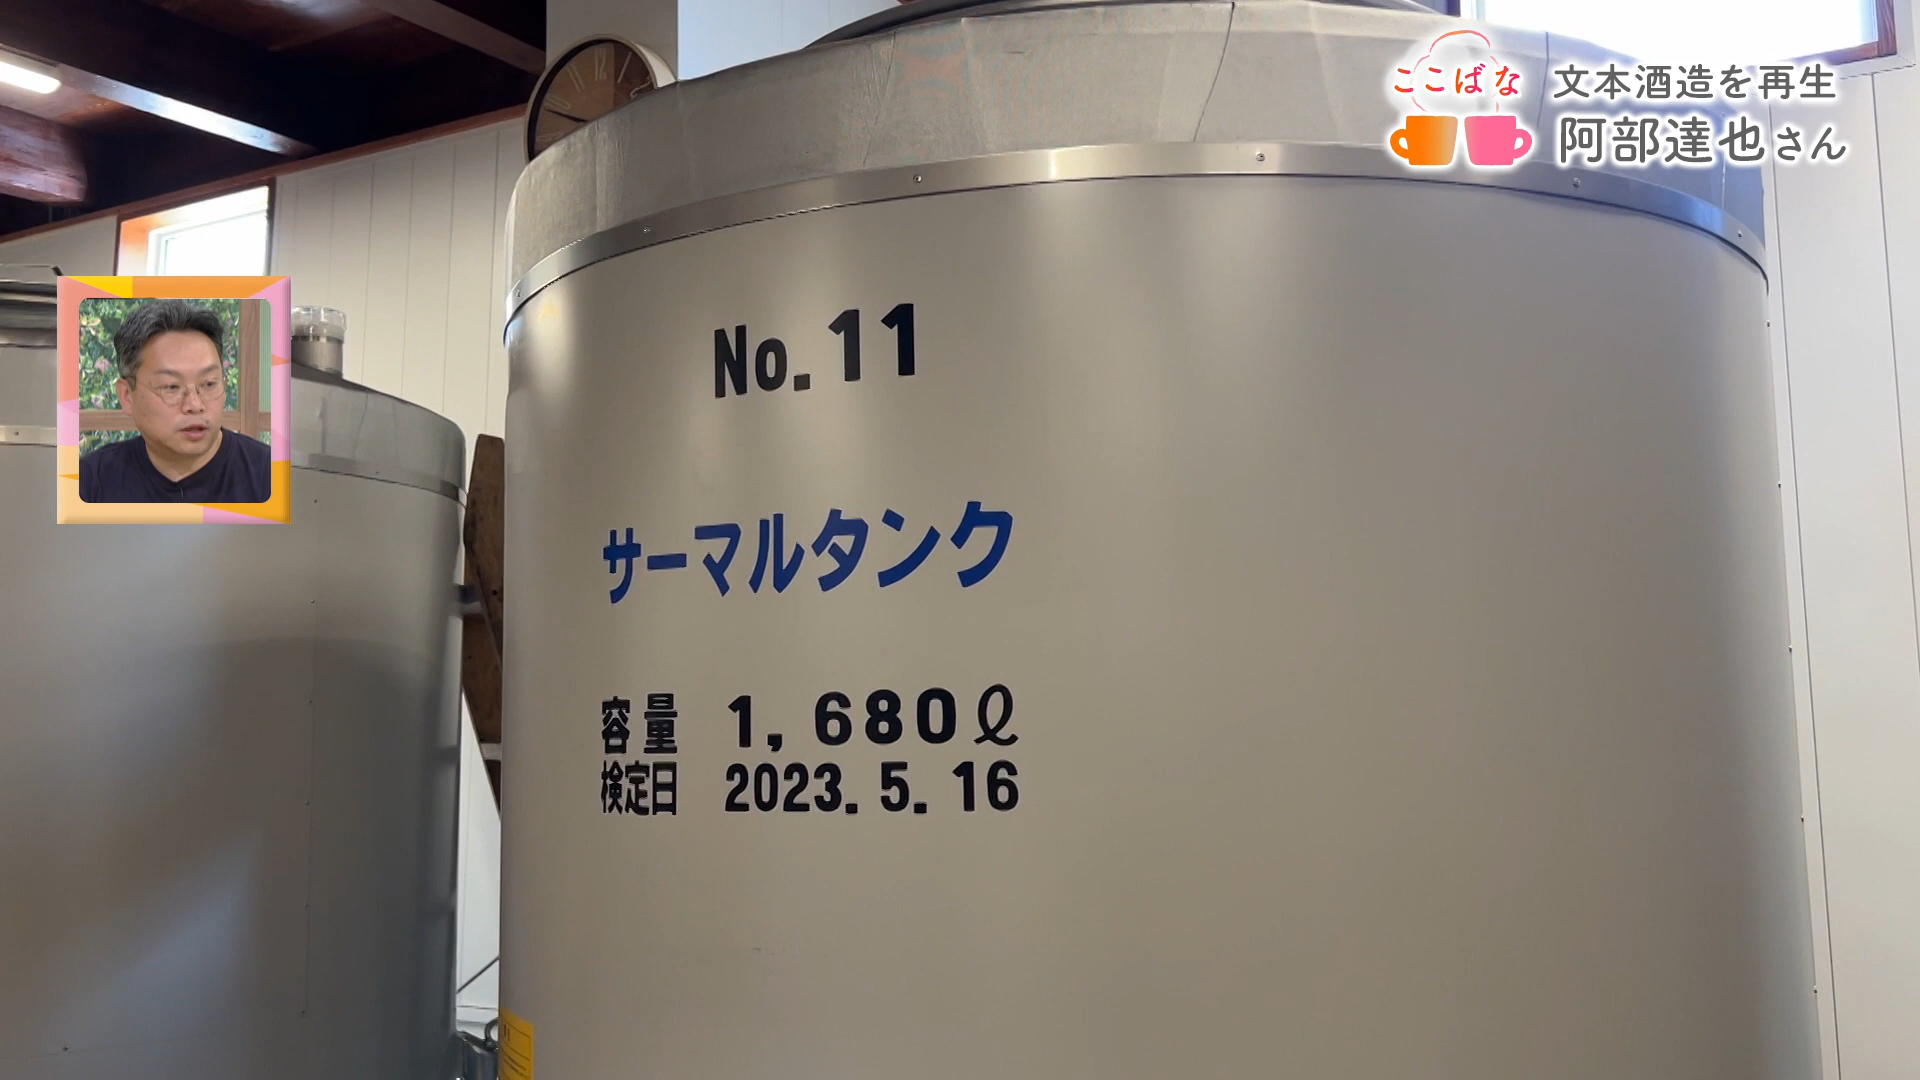 ここばな
文本酒造を再生
阿部達也さん
No.11
サーマルタンク
容量 1,680ℓ
検定日 2023.5.16